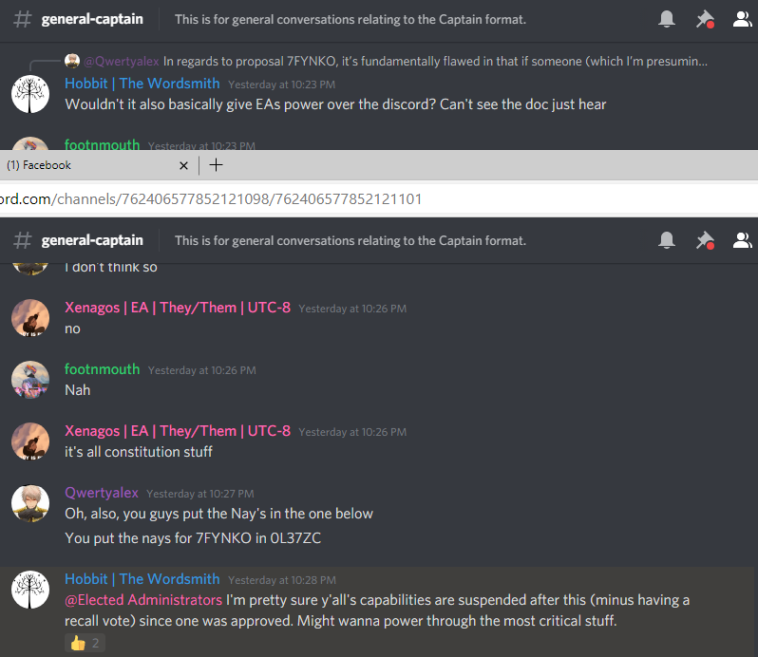 # general-captain This is for general conversations relating to the Captain format.
@Qwertyalex In regards to proposal 7FYNKO, it's fundamentally flawed in that if someone (which I'm presumin...
Hobbit | The Wordsmith Yesterday at 10:23 PM
Wouldn't it also basically give EAs power over the discord? Can't see the doc just hear
footnmouth Yesterday at 10:23 PM
(1) Facebook × +
ord.com/channels/762406577852121098/762406577852121101
# general-captain This is for general conversations relating to the Captain format.
I don't think so
Xenagos | EA | They/Them | UTC-8 Yesterday at 10:26 PM
no
footnmouth Yesterday at 10:26 PM
Nah
Xenagos | EA | They/Them | UTC-8 Yesterday at 10:26 PM
it's all constitution stuff
Qwertyalex Yesterday at 10:27 PM
Oh, also, you guys put the Nay's in the one below
You put the nays for 7FYNKO in 0L37ZC
Hobbit | The Wordsmith Yesterday at 10:28 PM
@Elected Administrators I'm pretty sure y'all's capabilities are suspended after this (minus having a
recall vote) since one was approved. Might wanna power through the most critical stuff.
👍 2